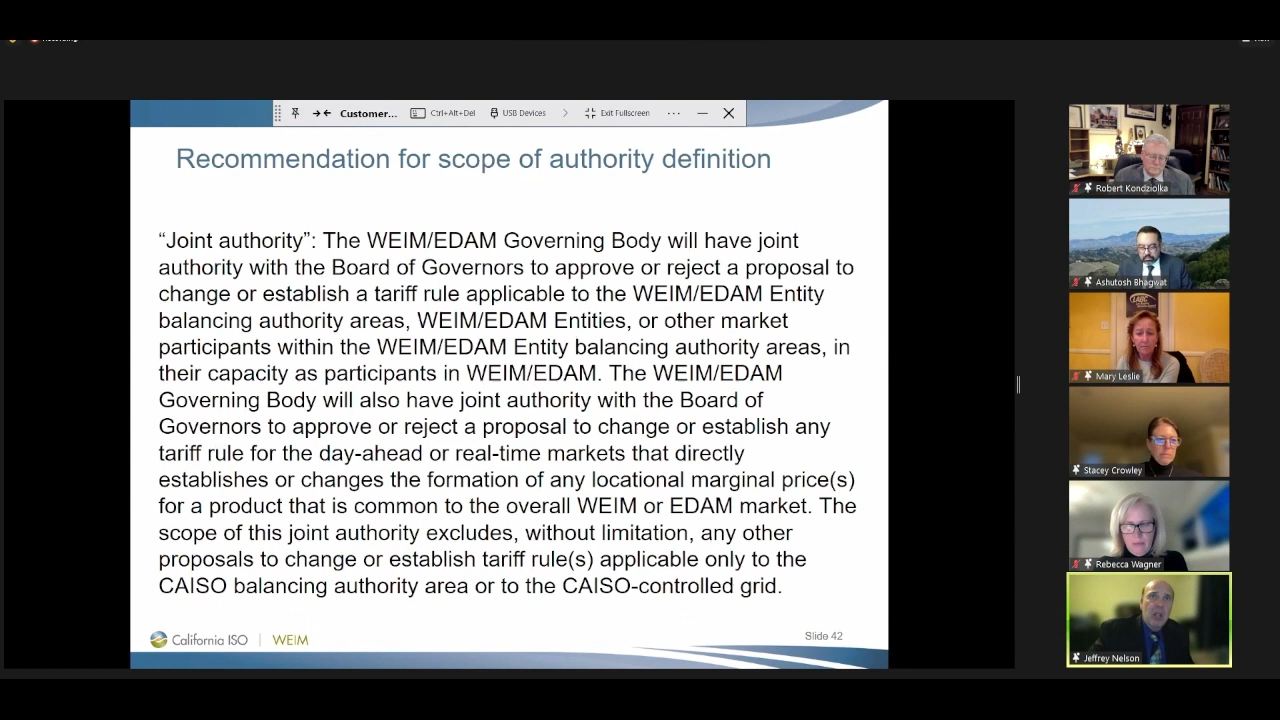 Customer...
Ctrl+Alt+Del
USB Devices
Exit Fullscreen
Recommendation for scope of authority definition
“Joint authority”: The WEIM/EDAM Governing Body will have joint
authority with the Board of Governors to approve or reject a proposal to
change or establish a tariff rule applicable to the WEIM/EDAM Entity
balancing authority areas, WEIM/EDAM Entities, or other market
participants within the WEIM/EDAM Entity balancing authority areas, in
their capacity as participants in WEIM/EDAM. The WEIM/EDAM
Governing Body will also have joint authority with the Board of
Governors to approve or reject a proposal to change or establish any
tariff rule for the day-ahead or real-time markets that directly
establishes or changes the formation of any locational marginal price(s)
for a product that is common to the overall WEIM or EDAM market. The
scope of this joint authority excludes, without limitation, any other
proposals to change or establish tariff rule(s) applicable only to the
CAISO balancing authority area or to the CAISO-controlled grid.
California ISO | WEIM
Slide 42
Robert Kondziolka
Ashutosh Bhagwat
Mary Leslie
Stacey Crowley
Rebecca Wagner
Jeffrey Nelson